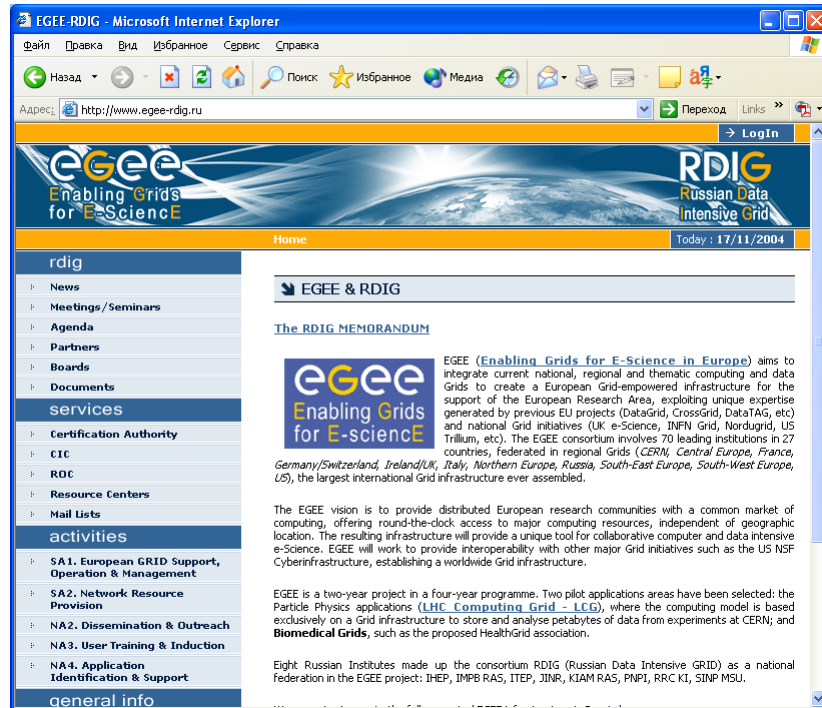 EGEE-RDIG - Microsoft Internet Explorer
Файл Правка Вид Избранное Сервис Справка
Назад Поиск Избранное Медиа
Адрес: http://www.egee-rdig.ru Переход Links
LogIn
egee
Enabling Grids
for E-SciencE
RDIG
Russian Data
Intensive Grid
Home
Today : 17/11/2004
rdig
News
Meetings/Seminars
Agenda
Partners
Boards
Documents
services
Certification Authority
CIC
ROC
Resource Centers
Mail Lists
activities
SA1. European GRID Support,
Operation & Management
SA2. Network Resource
Provision
NA2. Dissemination & Outreach
NA3. User Training & Induction
NA4. Application
Identification & Support
general info
EGEE & RDIG
The RDIG MEMORANDUM
egee
Enabling Grids
for E-sciencE
EGEE (Enabling Grids for E-Science in Europe) aims to
integrate current national, regional and thematic computing and data
Grids to create a European Grid-empowered infrastructure for the
support of the European Research Area, exploiting unique expertise
generated by previous EU projects (DataGrid, CrossGrid, DataTAG, etc)
and national Grid initiatives (UK e-Science, INFN Grid, Nordugrid, US
Trillium, etc). The EGEE consortium involves 70 leading institutions in 27
countries, federated in regional Grids (CERN, Central Europe, France,
Germany/Switzerland, Ireland/UK, Italy, Northern Europe, Russia, South-East Europe, South-West Europe,
US), the largest international Grid infrastructure ever assembled.
The EGEE vision is to provide distributed European research communities with a common market of
computing, offering round-the-clock access to major computing resources, independent of geographic
location. The resulting infrastructure will provide a unique tool for collaborative computer and data intensive
e-Science. EGEE will work to provide interoperability with other major Grid initiatives such as the US NSF
Cyberinfrastructure, establishing a worldwide Grid infrastructure.
EGEE is a two-year project in a four-year programme. Two pilot applications areas have been selected: the
Particle Physics applications (LHC Computing Grid - LCG), where the computing model is based
exclusively on a Grid infrastructure to store and analyse petabytes of data from experiments at CERN; and
Biomedical Grids, such as the proposed HealthGrid association.
Eight Russian Institutes made up the consortium RDIG (Russian Data Intensive GRID) as a national
federation in the EGEE project: IHEP, IMPB RAS, ITEP, JINR, KIAM RAS, PNPI, RRC KI, SINP MSU.